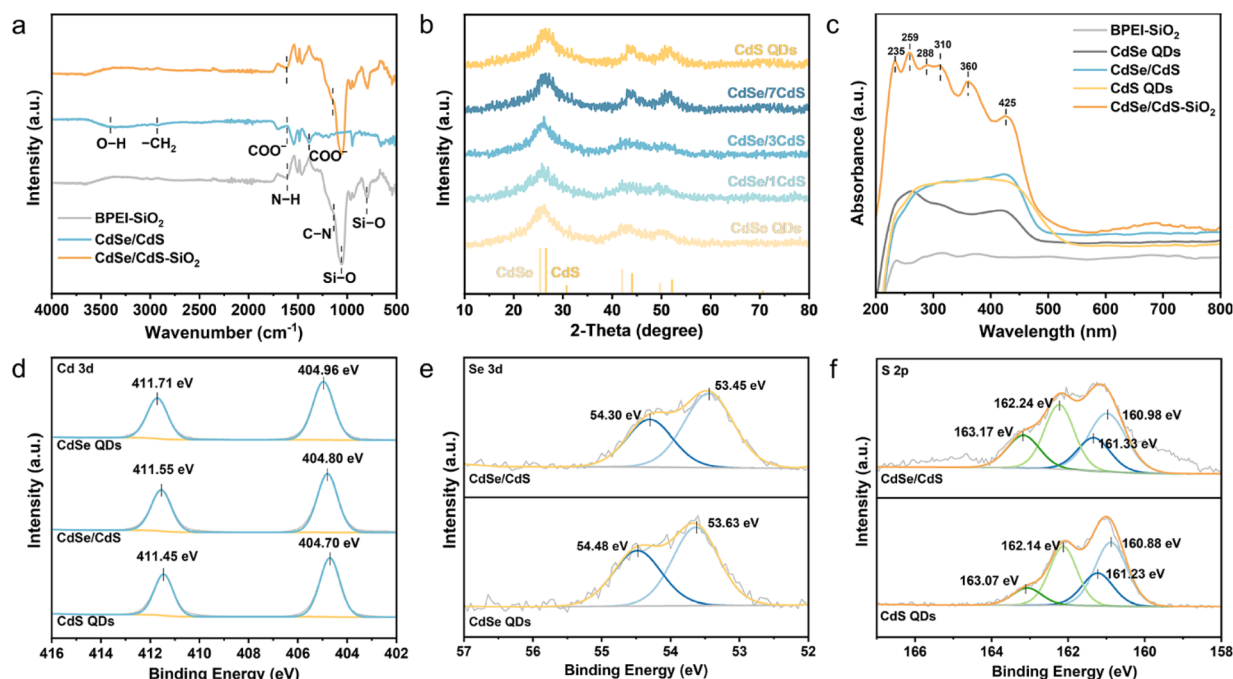 a
Intensity (a.u.)
O–H
–CH₂
COO⁻
COO⁻
N–H
C–N
Si–O
Si–O
BPEI-SiO₂
CdSe/CdS
CdSe/CdS-SiO₂
4000 3500 3000 2500 2000 1500 1000 500
Wavenumber (cm⁻¹)
b
Intensity (a.u.)
CdS QDs
CdSe/7CdS
CdSe/3CdS
CdSe/1CdS
CdSe QDs
CdSe
CdS
10 20 30 40 50 60 70 80
2-Theta (degree)
c
Absorbance (a.u.)
235
259
288
310
360
425
BPEI-SiO₂
CdSe QDs
CdSe/CdS
CdS QDs
CdSe/CdS-SiO₂
200 300 400 500 600 700 800
Wavelength (nm)
d
Intensity (a.u.)
Cd 3d
411.71 eV
404.96 eV
CdSe QDs
411.55 eV
404.80 eV
CdSe/CdS
411.45 eV
404.70 eV
CdS QDs
416 414 412 410 408 406 404 402
Binding Energy (eV)
e
Intensity (a.u.)
Se 3d
54.30 eV
53.45 eV
CdSe/CdS
54.48 eV
53.63 eV
CdSe QDs
57 56 55 54 53 52
Binding Energy (eV)
f
Intensity (a.u.)
S 2p
162.24 eV
163.17 eV
160.98 eV
161.33 eV
CdSe/CdS
162.14 eV
163.07 eV
160.88 eV
161.23 eV
CdS QDs
166 164 162 160 158
Binding Energy (eV)